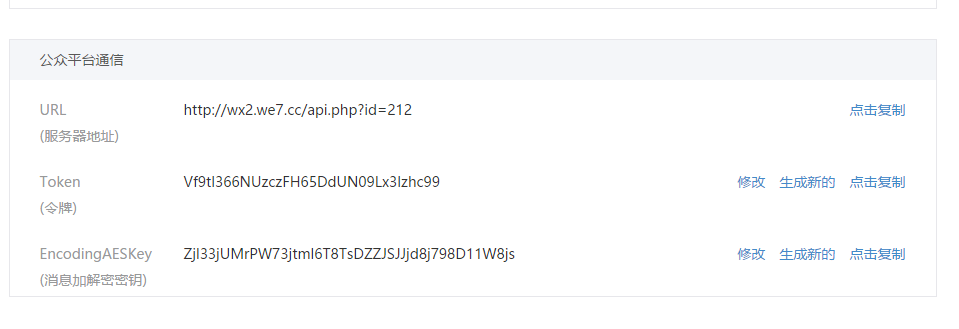 公众平台通信
URL http://wx2.we7.cc/api.php?id=212 点击复制
(服务器地址)
Token Vf9tI366NUzczFH65DdUN09Lx3Izhc99 修改 生成新的 点击复制
(令牌)
EncodingAESKey ZjI33jUMrPW73jtmI6T8TsDZZJSJJjd8j798D11W8js 修改 生成新的 点击复制
(消息加解密密钥)